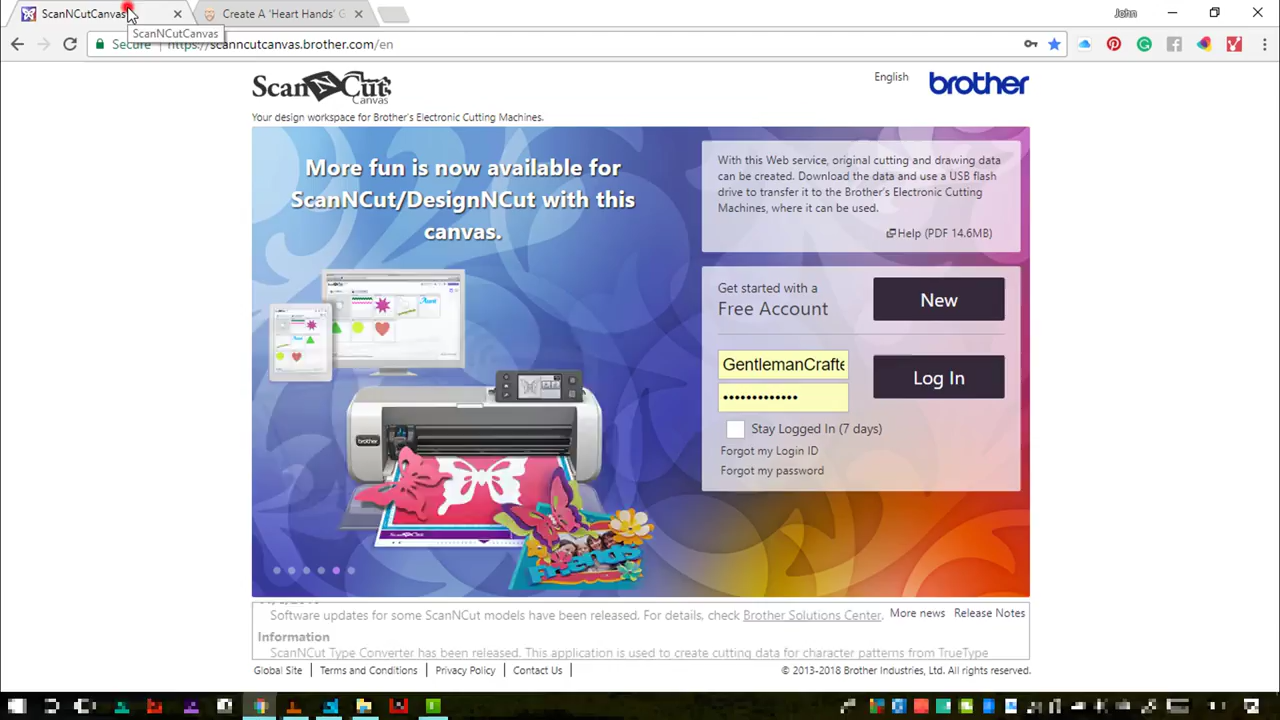 ScanNCutCanvas
Create A 'Heart Hands' G
John
ScanNCutCanvas
Secure
https://scanncutcanvas.brother.com/en
ScanNCut
Canvas
English
brother
Your design workspace for Brother's Electronic Cutting Machines.
More fun is now available for
ScanNCut/DesignNCut with this
canvas.
With this Web service, original cutting and drawing data
can be created. Download the data and use a USB flash
drive to transfer it to the Brother's Electronic Cutting
Machines, where it can be used.
Help (PDF 14.6MB)
Get started with a
Free Account
New
GentlemanCrafte
•••••••••••••
Log In
Stay Logged In (7 days)
Forgot my Login ID
Forgot my password
brother
Friends
Software updates for some ScanNCut models have been released. For details, check Brother Solutions Center.
More news
Release Notes
Information
ScanNCut Type Converter has been released. This application is used to create cutting data for character patterns from TrueType
Global Site
Terms and Conditions
Privacy Policy
Contact Us
© 2013-2018 Brother Industries, Ltd. All rights reserved.